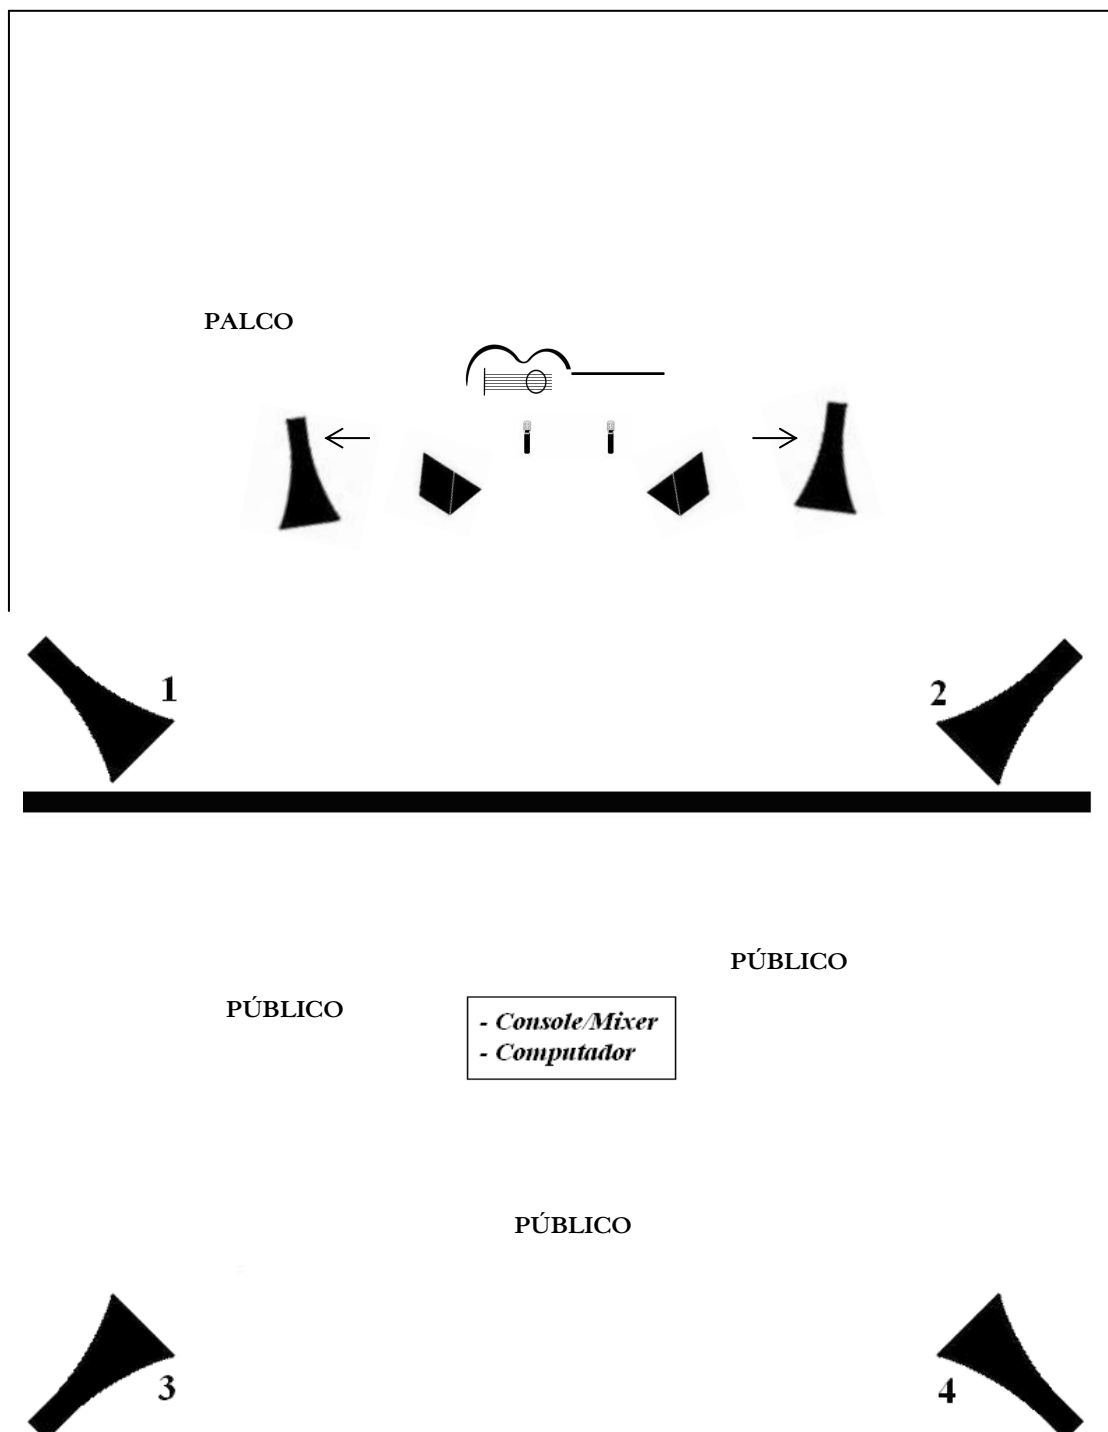 PALCO
1
2
PÚBLICO
PÚBLICO
- Console/Mixer
- Computador
PÚBLICO
3
4